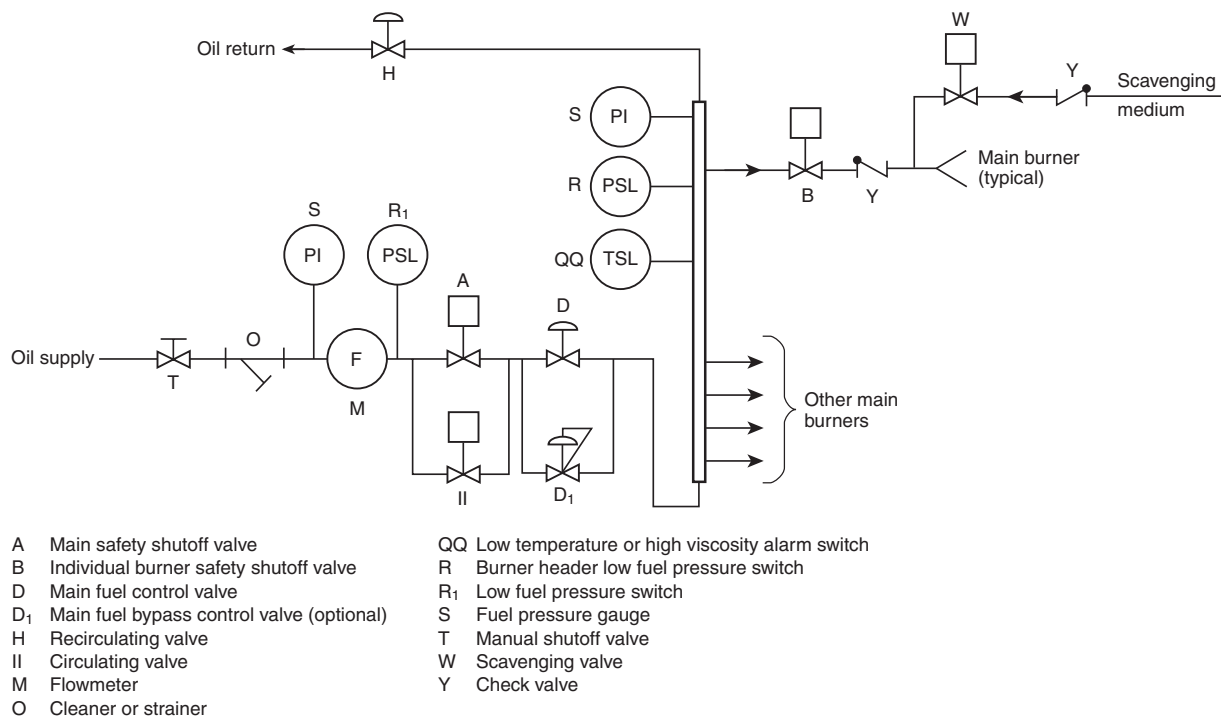 W
Oil return
H
Y
Scavenging
medium
S
PI
Main burner
(typical)
R
PSL
B
Y
S
R₁
PI
PSL
QQ
TSL
A
D
Oil supply
O
T
F
M
Other main
burners
II
D₁
A Main safety shutoff valve
B Individual burner safety shutoff valve
D Main fuel control valve
D₁ Main fuel bypass control valve (optional)
H Recirculating valve
II Circulating valve
M Flowmeter
O Cleaner or strainer
QQ Low temperature or high viscosity alarm switch
R Burner header low fuel pressure switch
R₁ Low fuel pressure switch
S Fuel pressure gauge
T Manual shutoff valve
W Scavenging valve
Y Check valve